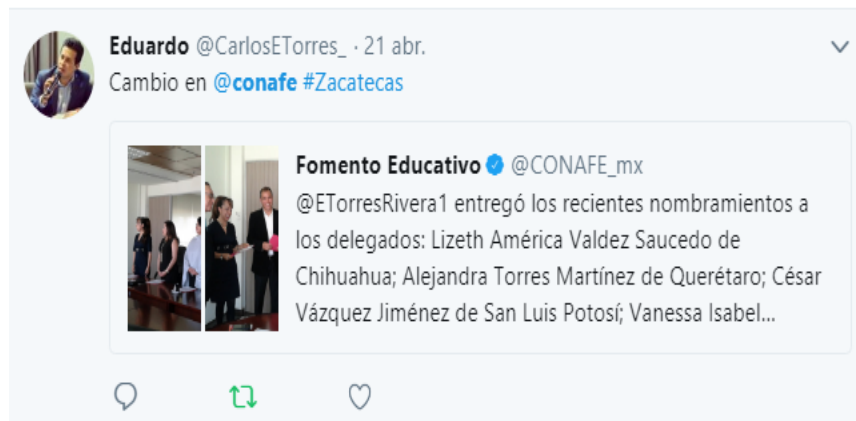 Eduardo @CarlosETorres_ · 21 abr.
Cambio en @conafe #Zacatecas
Fomento Educativo @CONAFE_mx
@ETorresRivera1 entregó los recientes nombramientos a
los delegados: Lizeth América Valdez Saucedo de
Chihuahua; Alejandra Torres Martínez de Querétaro; César
Vázquez Jiménez de San Luis Potosí; Vanessa Isabel...